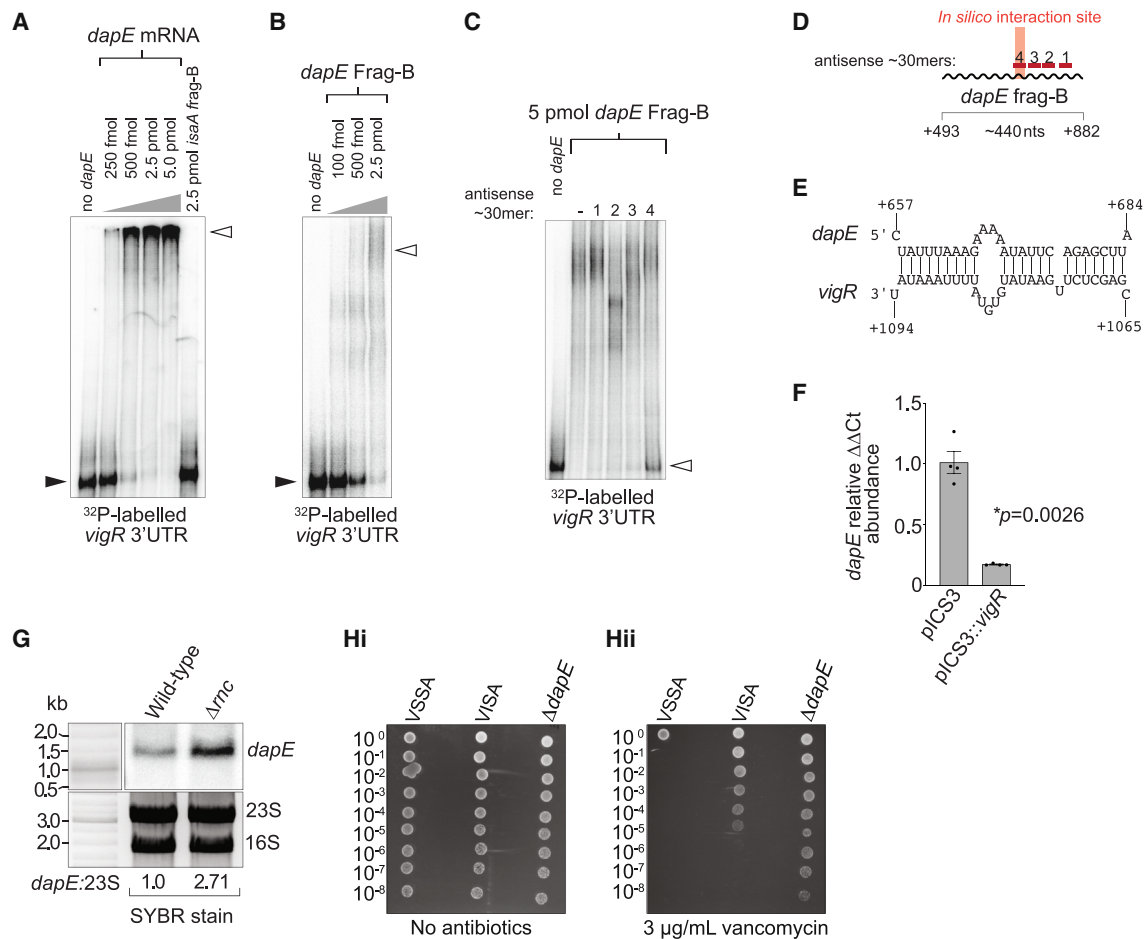 A
dapE mRNA
no dapE
250 fmol
500 fmol
2.5 pmol
5.0 pmol
2.5 pmol isaA frag-B
32P-labelled
vigR 3'UTR
B
dapE Frag-B
no dapE
100 fmol
500 fmol
2.5 pmol
32P-labelled
vigR 3'UTR
C
5 pmol dapE Frag-B
no dapE
antisense
~30mer:
- 1 2 3 4
32P-labelled
vigR 3'UTR
D
In silico interaction site
antisense ~30mers:
4 3 2 1
dapE frag-B
+493 ~440 nts +882
E
+657 +684
dapE 5' C UAUUUAAAG AAA AUAUUC AGAGCUU A
vigR 3' U AUAAAUUUU AUGU GUAUAAG U CUCUCGAG C
+1094 +1065
F
dapE relative ΔΔCt
abundance
1.5
1.0
0.5
0
*p=0.0026
pICS3
pICS3::vigR
G
kb
Wild-type
Δrnc
2.0
1.5
1.0
0.5
dapE
3.0
2.0
23S
16S
dapE:23S 1.0 2.71
SYBR stain
Hi
VSSA
VISA
ΔdapE
10⁰
10⁻¹
10⁻²
10⁻³
10⁻⁴
10⁻⁵
10⁻⁶
10⁻⁷
10⁻⁸
No antibiotics
Hii
VSSA
VISA
ΔdapE
10⁰
10⁻¹
10⁻²
10⁻³
10⁻⁴
10⁻⁵
10⁻⁶
10⁻⁷
10⁻⁸
3 µg/mL vancomycin